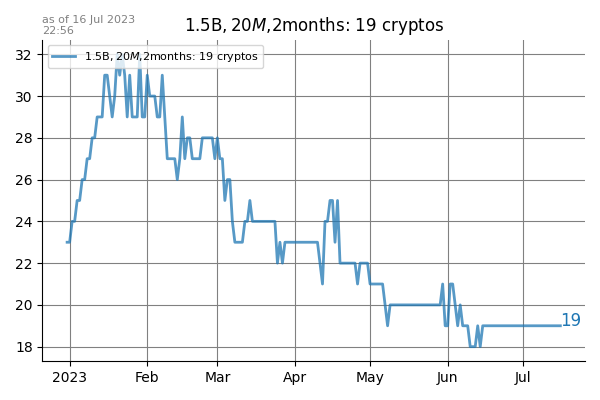 as of 16 Jul 2023
22:56
1.5B,20M,2months: 19 cryptos
1.5B, 20M,2months: 19 cryptos
32
30
28
26
24
22
20
18
19
2023
Feb
Mar
Apr
May
Jun
Jul